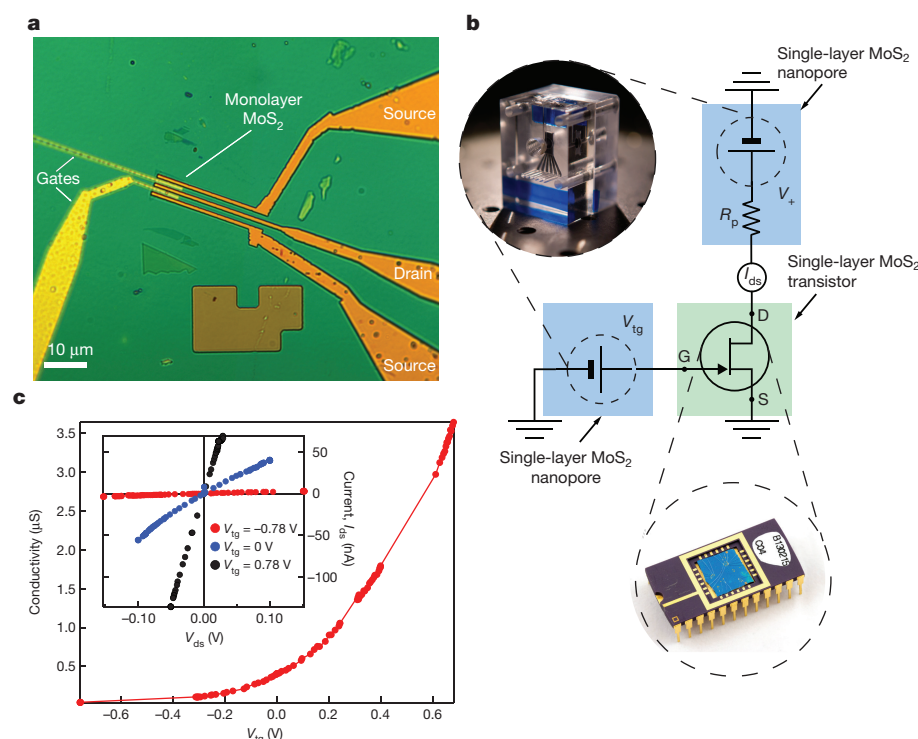 a
Monolayer
MoS2
Source
Gates
Drain
10 μm
Source
b
Single-layer MoS2
nanopore
V+
Rp
Ids
Single-layer MoS2
transistor
D
Vtg
G
S
Single-layer MoS2
nanopore
B13021B
C04
c
Conductivity (μS)
3.5
3.0
2.5
2.0
1.5
1.0
0.5
−0.6
−0.4
−0.2
0.0
0.2
0.4
0.6
Vtg (V)
50
0
−50
−100
Current, Ids
(nA)
Vtg = −0.78 V
Vtg = 0 V
Vtg = 0.78 V
−0.10
0.00
0.10
Vds (V)